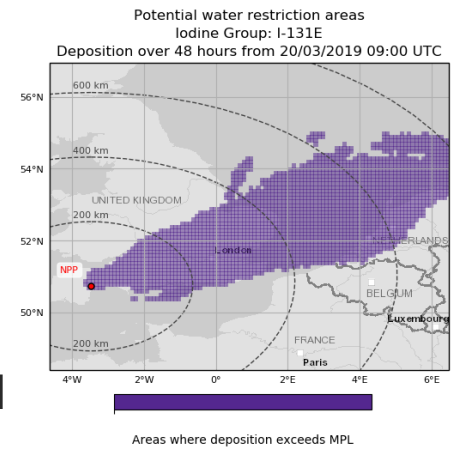 Potential water restriction areas
Iodine Group: I-131E
Deposition over 48 hours from 20/03/2019 09:00 UTC
600 km
56°N
400 km
54°N
UNITED KINGDOM
200 km
52°N
NETHERLANDS
London
NPP
BELGIUM
50°N
Luxembourg
FRANCE
200 km
Paris
4°W 2°W 0° 2°E 4°E 6°E
Areas where deposition exceeds MPL